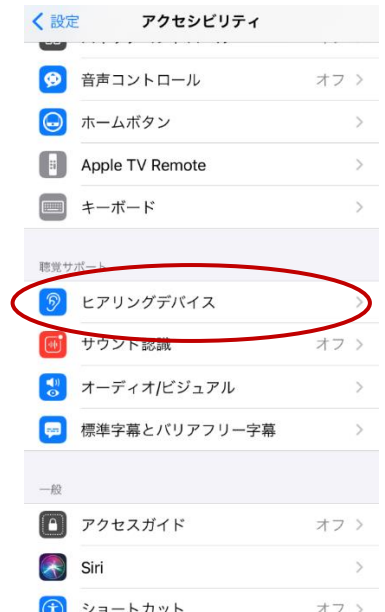 設定
アクセシビリティ
音声コントロール オフ
ホームボタン
Apple TV Remote
キーボード
聴覚サポート
ヒアリングデバイス
サウンド認識 オフ
オーディオ/ビジュアル
標準字幕とバリアフリー字幕
一般
アクセスガイド オフ
Siri
ショートカット オフ